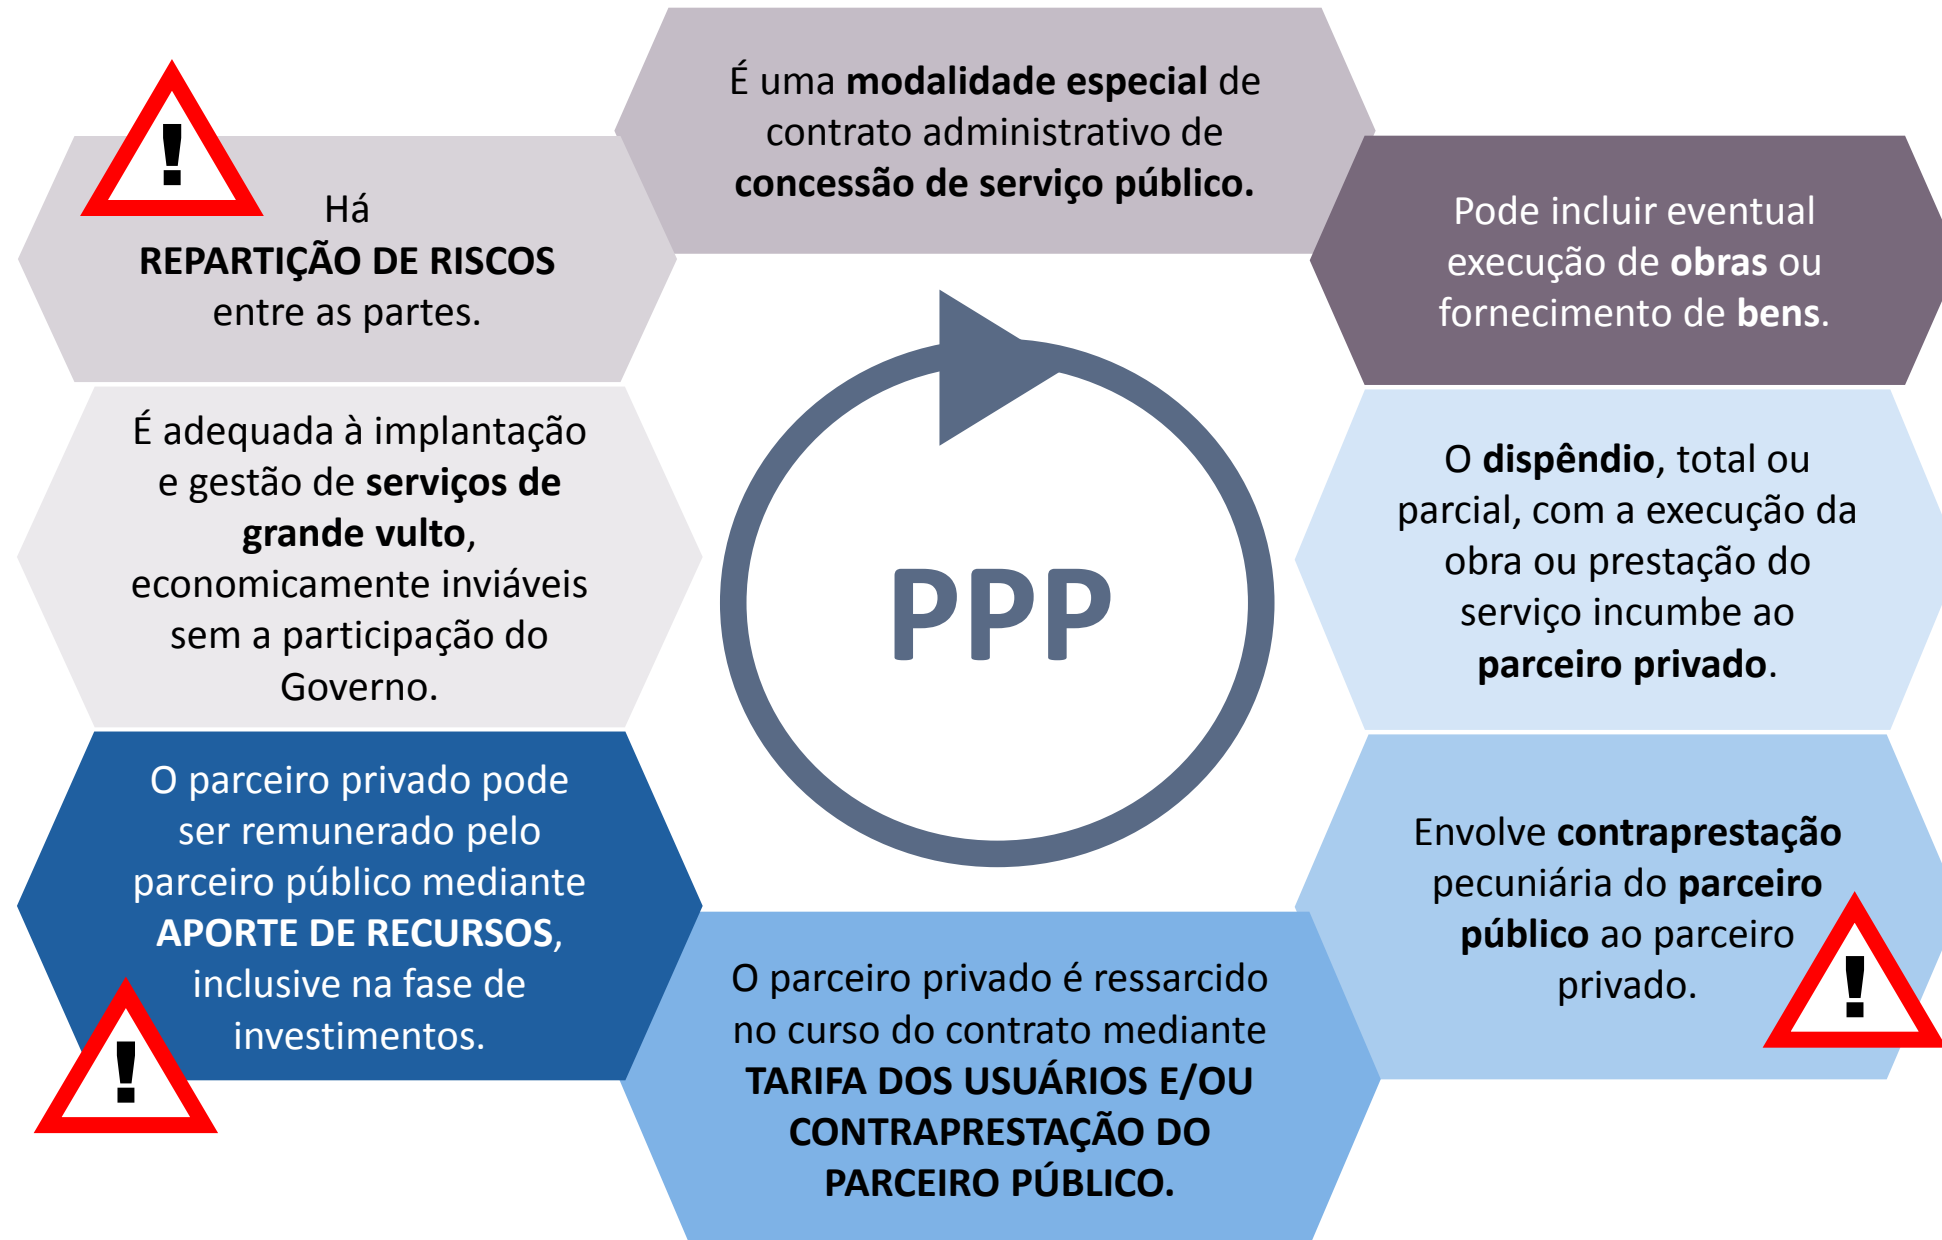 É uma modalidade especial de
contrato administrativo de
concessão de serviço público.
Pode incluir eventual
execução de obras ou
fornecimento de bens.
O dispêndio, total ou
parcial, com a execução da
obra ou prestação do
serviço incumbe ao
parceiro privado.
Envolve contraprestação
pecuniária do parceiro
público ao parceiro
privado.
!
O parceiro privado é ressarcido
no curso do contrato mediante
TARIFA DOS USUÁRIOS E/OU
CONTRAPRESTAÇÃO DO
PARCEIRO PÚBLICO.
O parceiro privado pode
ser remunerado pelo
parceiro público mediante
APORTE DE RECURSOS,
inclusive na fase de
investimentos.
!
É adequada à implantação
e gestão de serviços de
grande vulto,
economicamente inviáveis
sem a participação do
Governo.
!
Há
REPARTIÇÃO DE RISCOS
entre as partes.
PPP